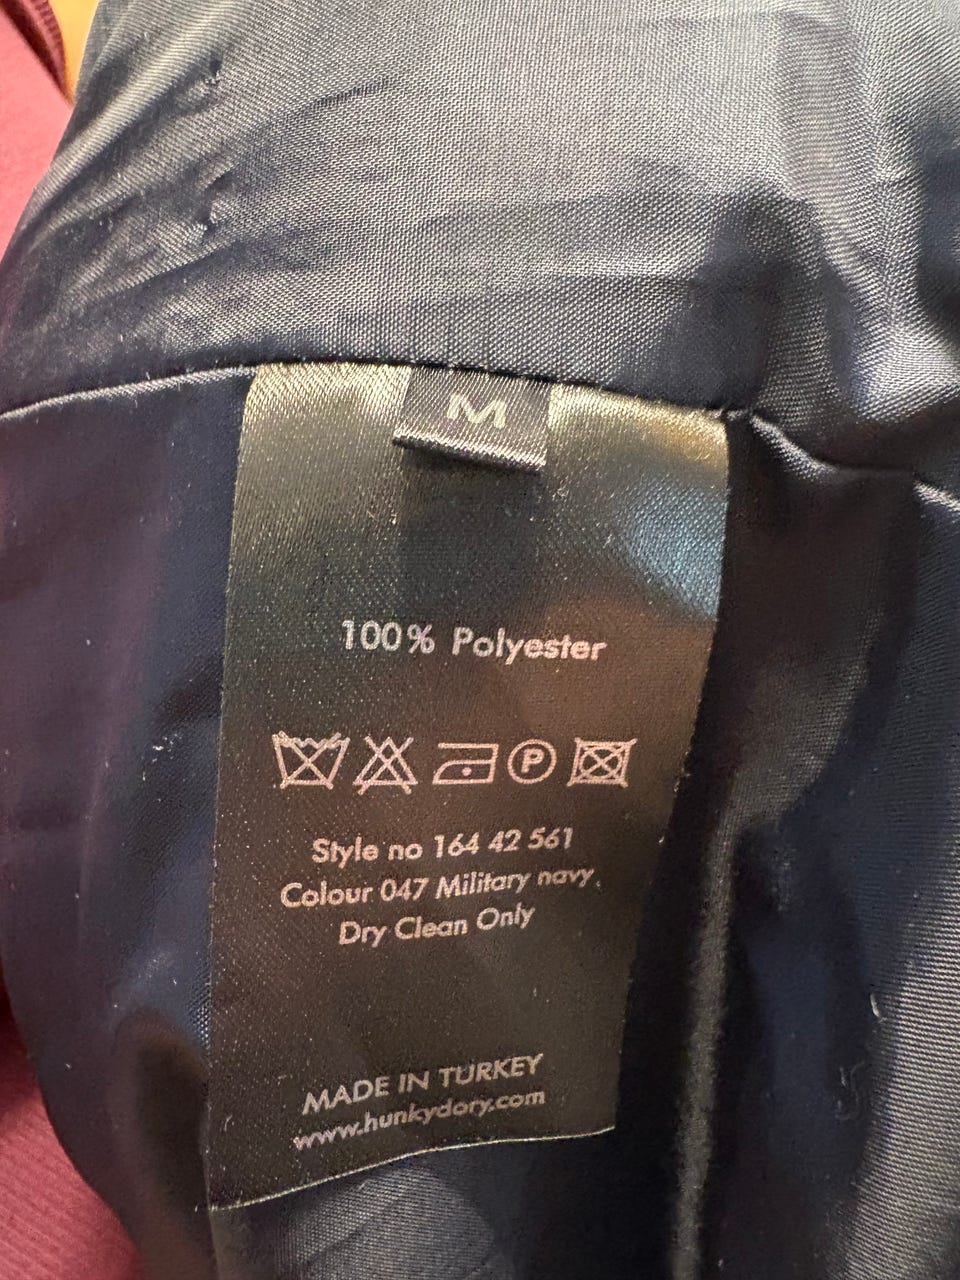 M
100% Polyester
P
Style no 164 42 561
Colour 047 Military navy.
Dry Clean Only
MADE IN TURKEY
www.hunkydory.com